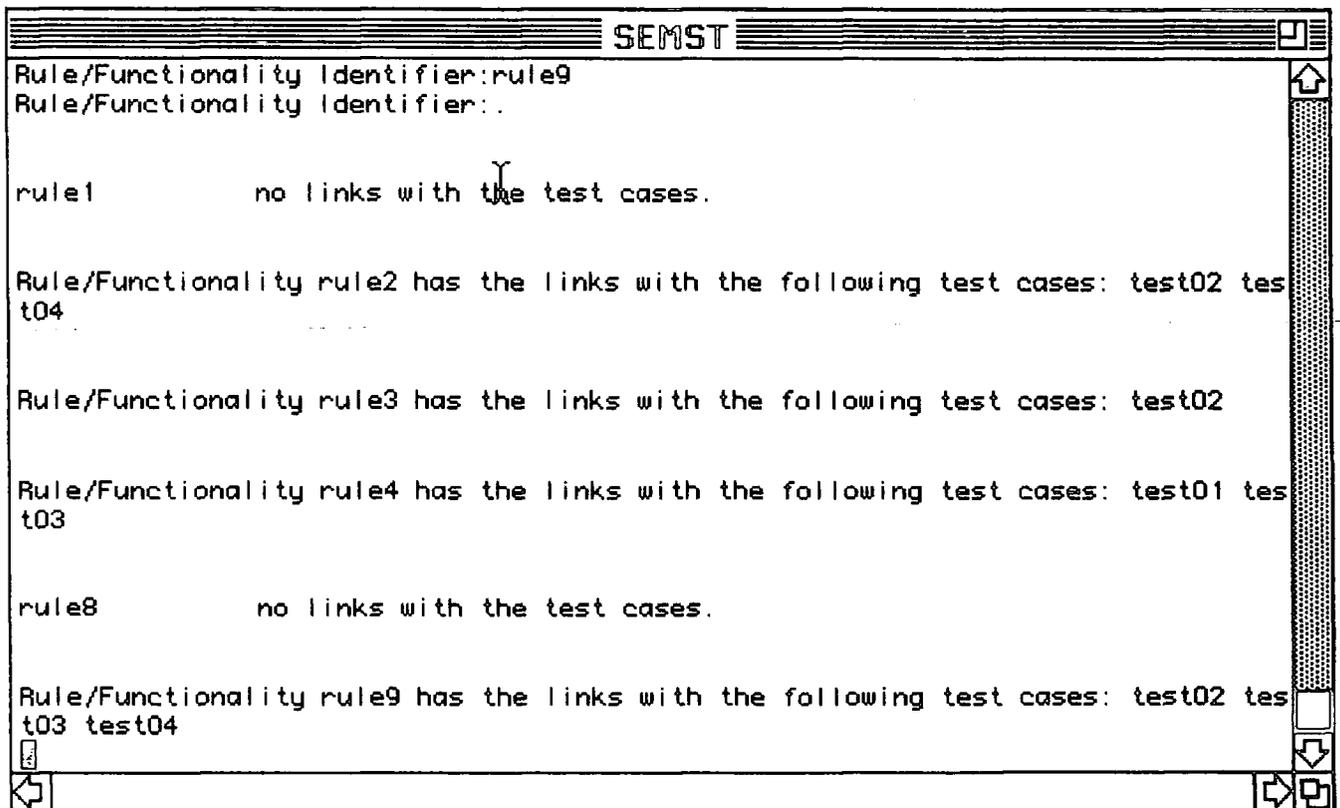 SEMST
Rule/Functionality Identifier:rule9
Rule/Functionality Identifier:.
rule1 no links with the test cases.
Rule/Functionality rule2 has the links with the following test cases: test02 tes
t04
Rule/Functionality rule3 has the links with the following test cases: test02
Rule/Functionality rule4 has the links with the following test cases: test01 tes
t03
rule8 no links with the test cases.
Rule/Functionality rule9 has the links with the following test cases: test02 tes
t03 test04